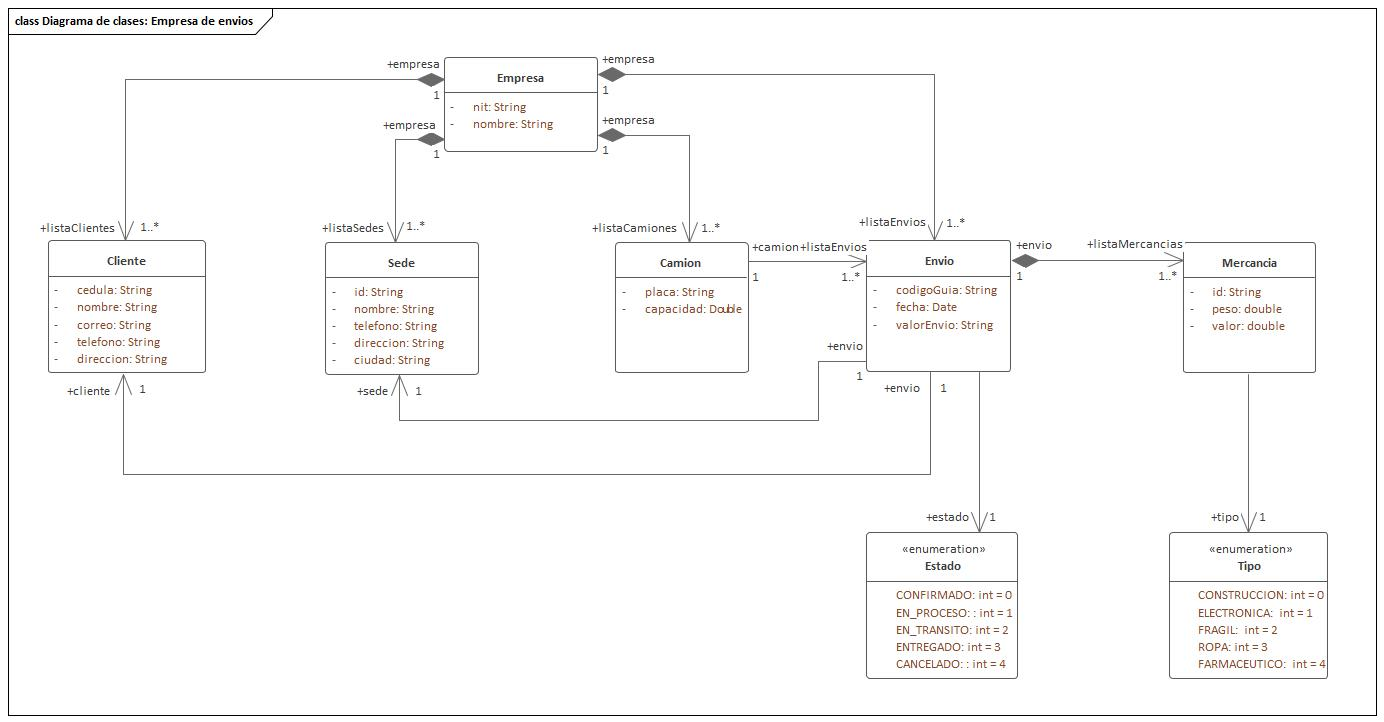 class Diagrama de clases: Empresa de envios
+empresa
1
+empresa
1
Empresa
- nit: String
- nombre: String
+empresa
1
+empresa
1
+listaClientes 1..*
+listaSedes 1..*
+listaCamiones 1..*
+listaEnvios 1..*
Cliente
- cedula: String
- nombre: String
- correo: String
- telefono: String
- direccion: String
Sede
- id: String
- nombre: String
- telefono: String
- direccion: String
- ciudad: String
Camion
- placa: String
- capacidad: Double
+camion +listaEnvios
1 1..*
Envio
- codigoGuia: String
- fecha: Date
- valorEnvio: String
+envio +listaMercancias
1 1..*
Mercancia
- id: String
- peso: double
- valor: double
+cliente 1
+sede 1
+envio
1
+envio 1
+estado 1
+tipo 1
«enumeration»
Estado
CONFIRMADO: int = 0
EN_PROCESO: : int = 1
EN_TRANSITO: int = 2
ENTREGADO: int = 3
CANCELADO: : int = 4
«enumeration»
Tipo
CONSTRUCCION: int = 0
ELECTRONICA: int = 1
FRAGIL: int = 2
ROPA: int = 3
FARMACEUTICO: int = 4